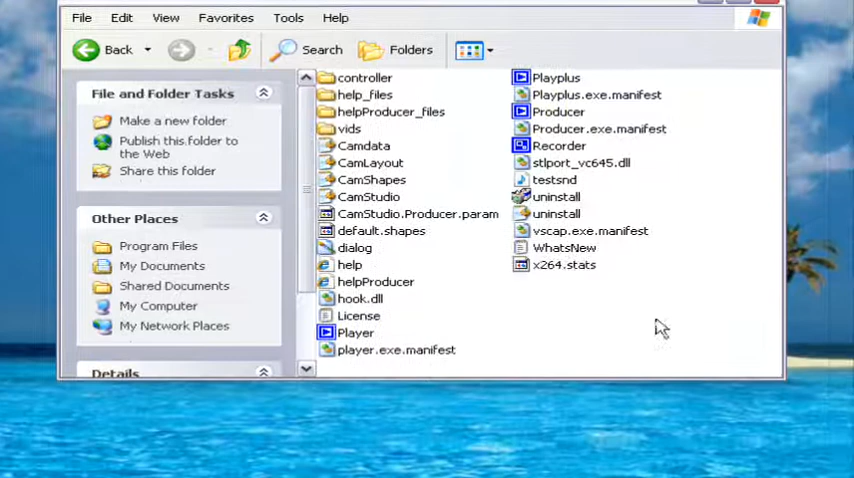 File Edit View Favorites Tools Help
Back Search Folders
File and Folder Tasks
Make a new folder
Publish this folder to
the Web
Share this folder
Other Places
Program Files
My Documents
Shared Documents
My Computer
My Network Places
Details
controller
help_files
helpProducer_files
vids
Camdata
CamLayout
CamShapes
CamStudio
CamStudio.Producer.param
default.shapes
dialog
help
helpProducer
hook.dll
License
Player
player.exe.manifest
Playplus
Playplus.exe.manifest
Producer
Producer.exe.manifest
Recorder
stlport_vc645.dll
testsnd
uninstall
uninstall
vscap.exe.manifest
WhatsNew
x264.stats